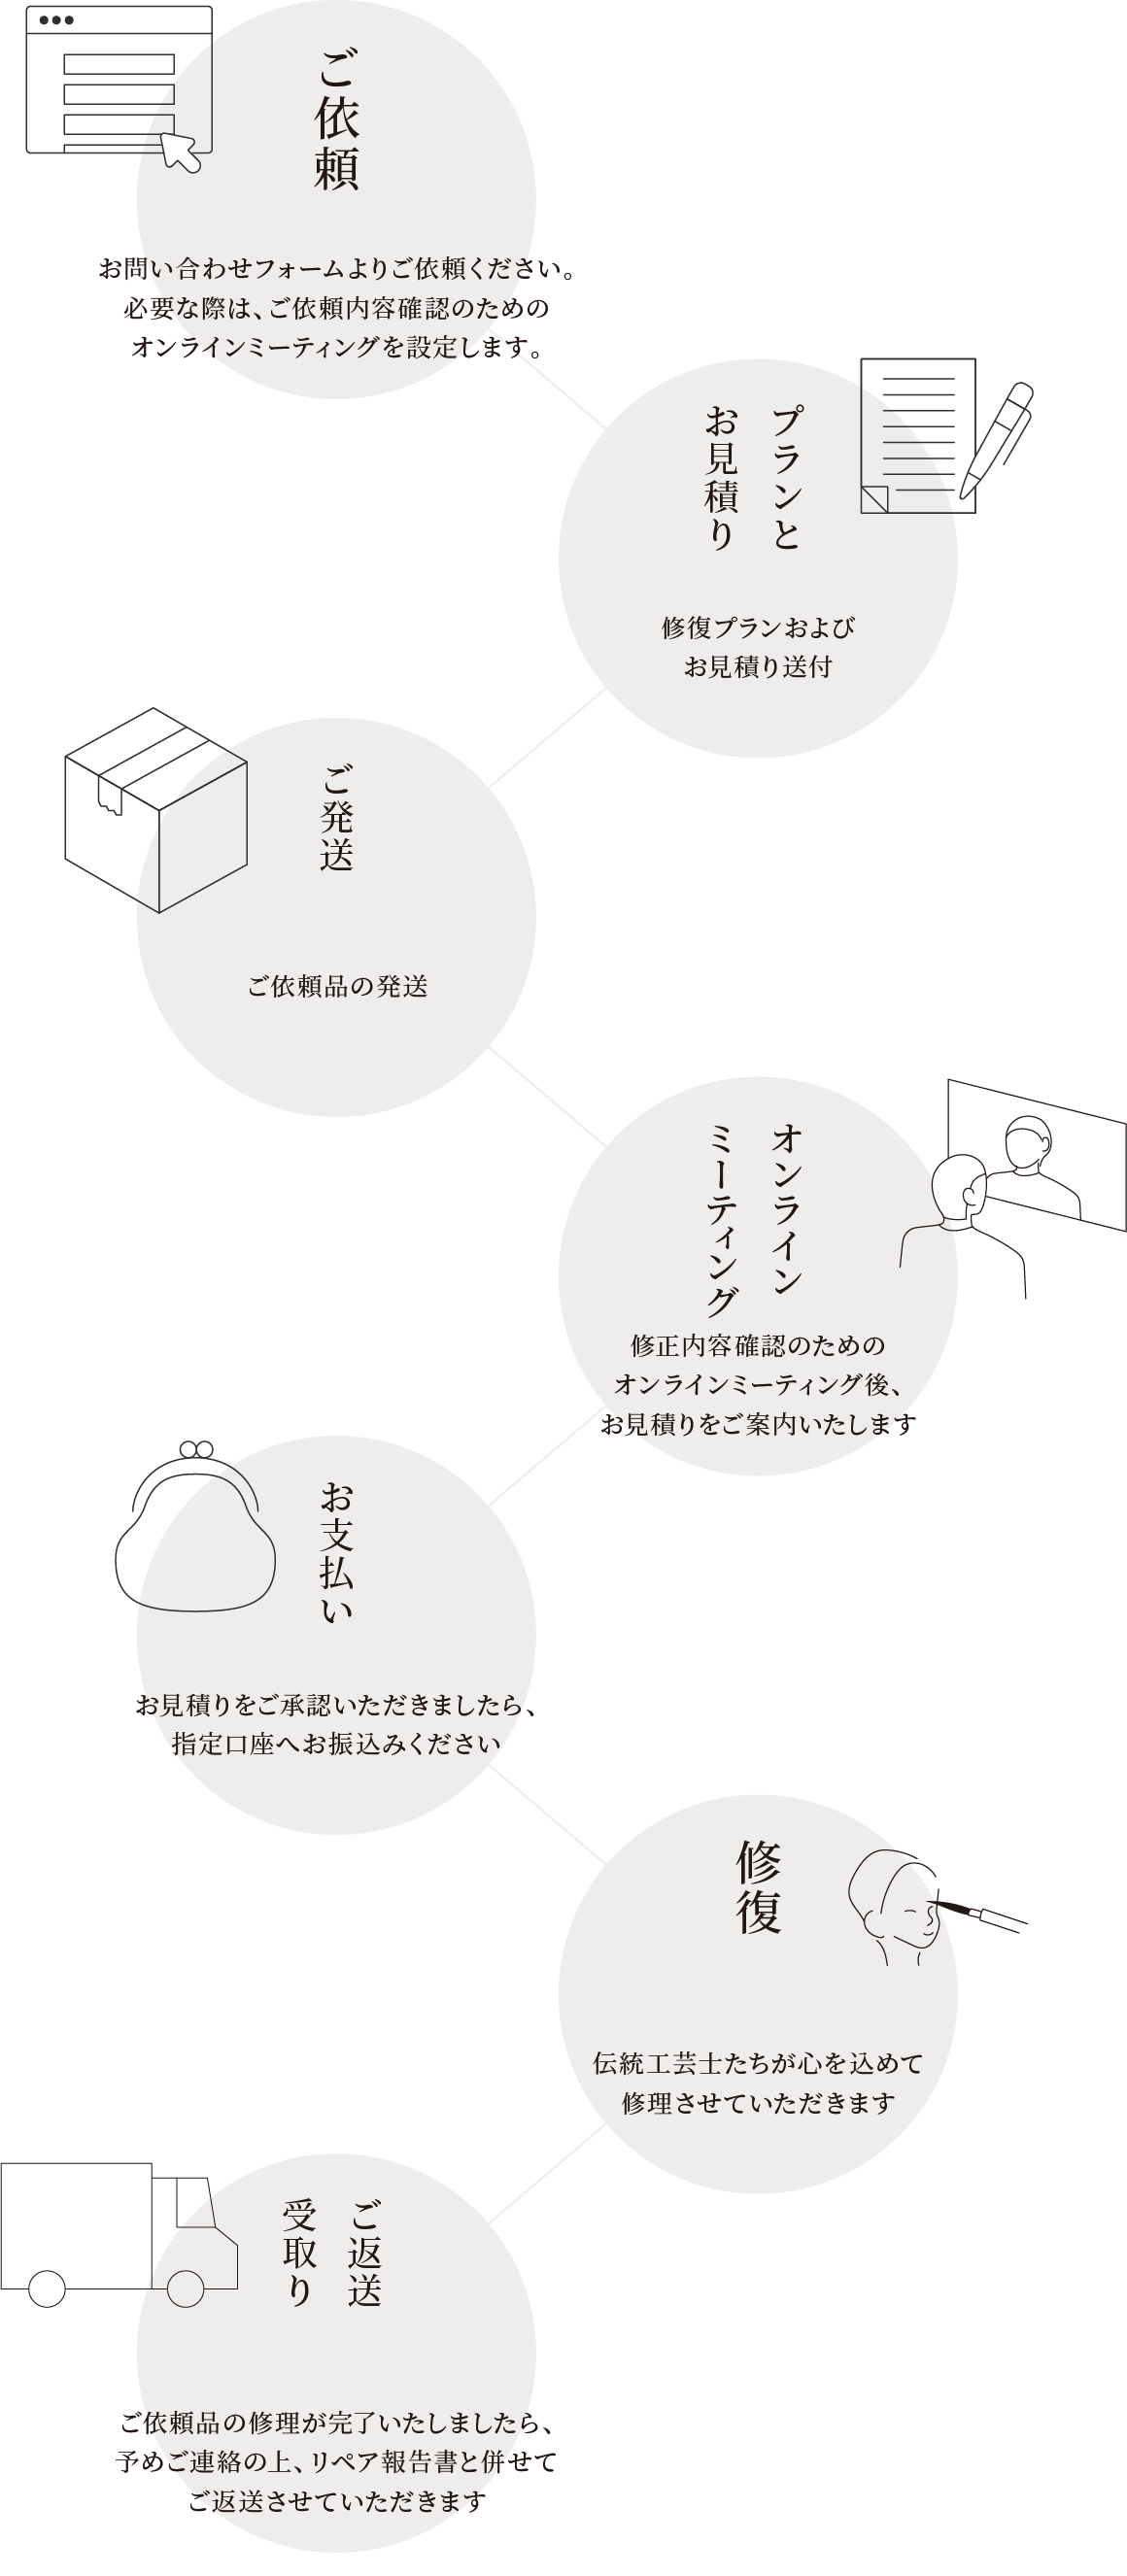 ご依頼
お問い合わせフォームよりご依頼ください。
必要な際は、ご依頼内容確認のための
オンラインミーティングを設定します。
プランと
お見積り
修復プランおよび
お見積り送付
ご発送
ご依頼品の発送
オンライン
ミーティング
修正内容確認のための
オンラインミーティング後、
お見積りをご案内いたします
お支払い
お見積りをご承認いただきましたら、
指定口座へお振込みください
修復
伝統工芸士たちが心を込めて
修理させていただきます
ご返送
受取り
ご依頼品の修理が完了いたしましたら、
予めご連絡の上、リペア報告書と併せて
ご返送させていただきます